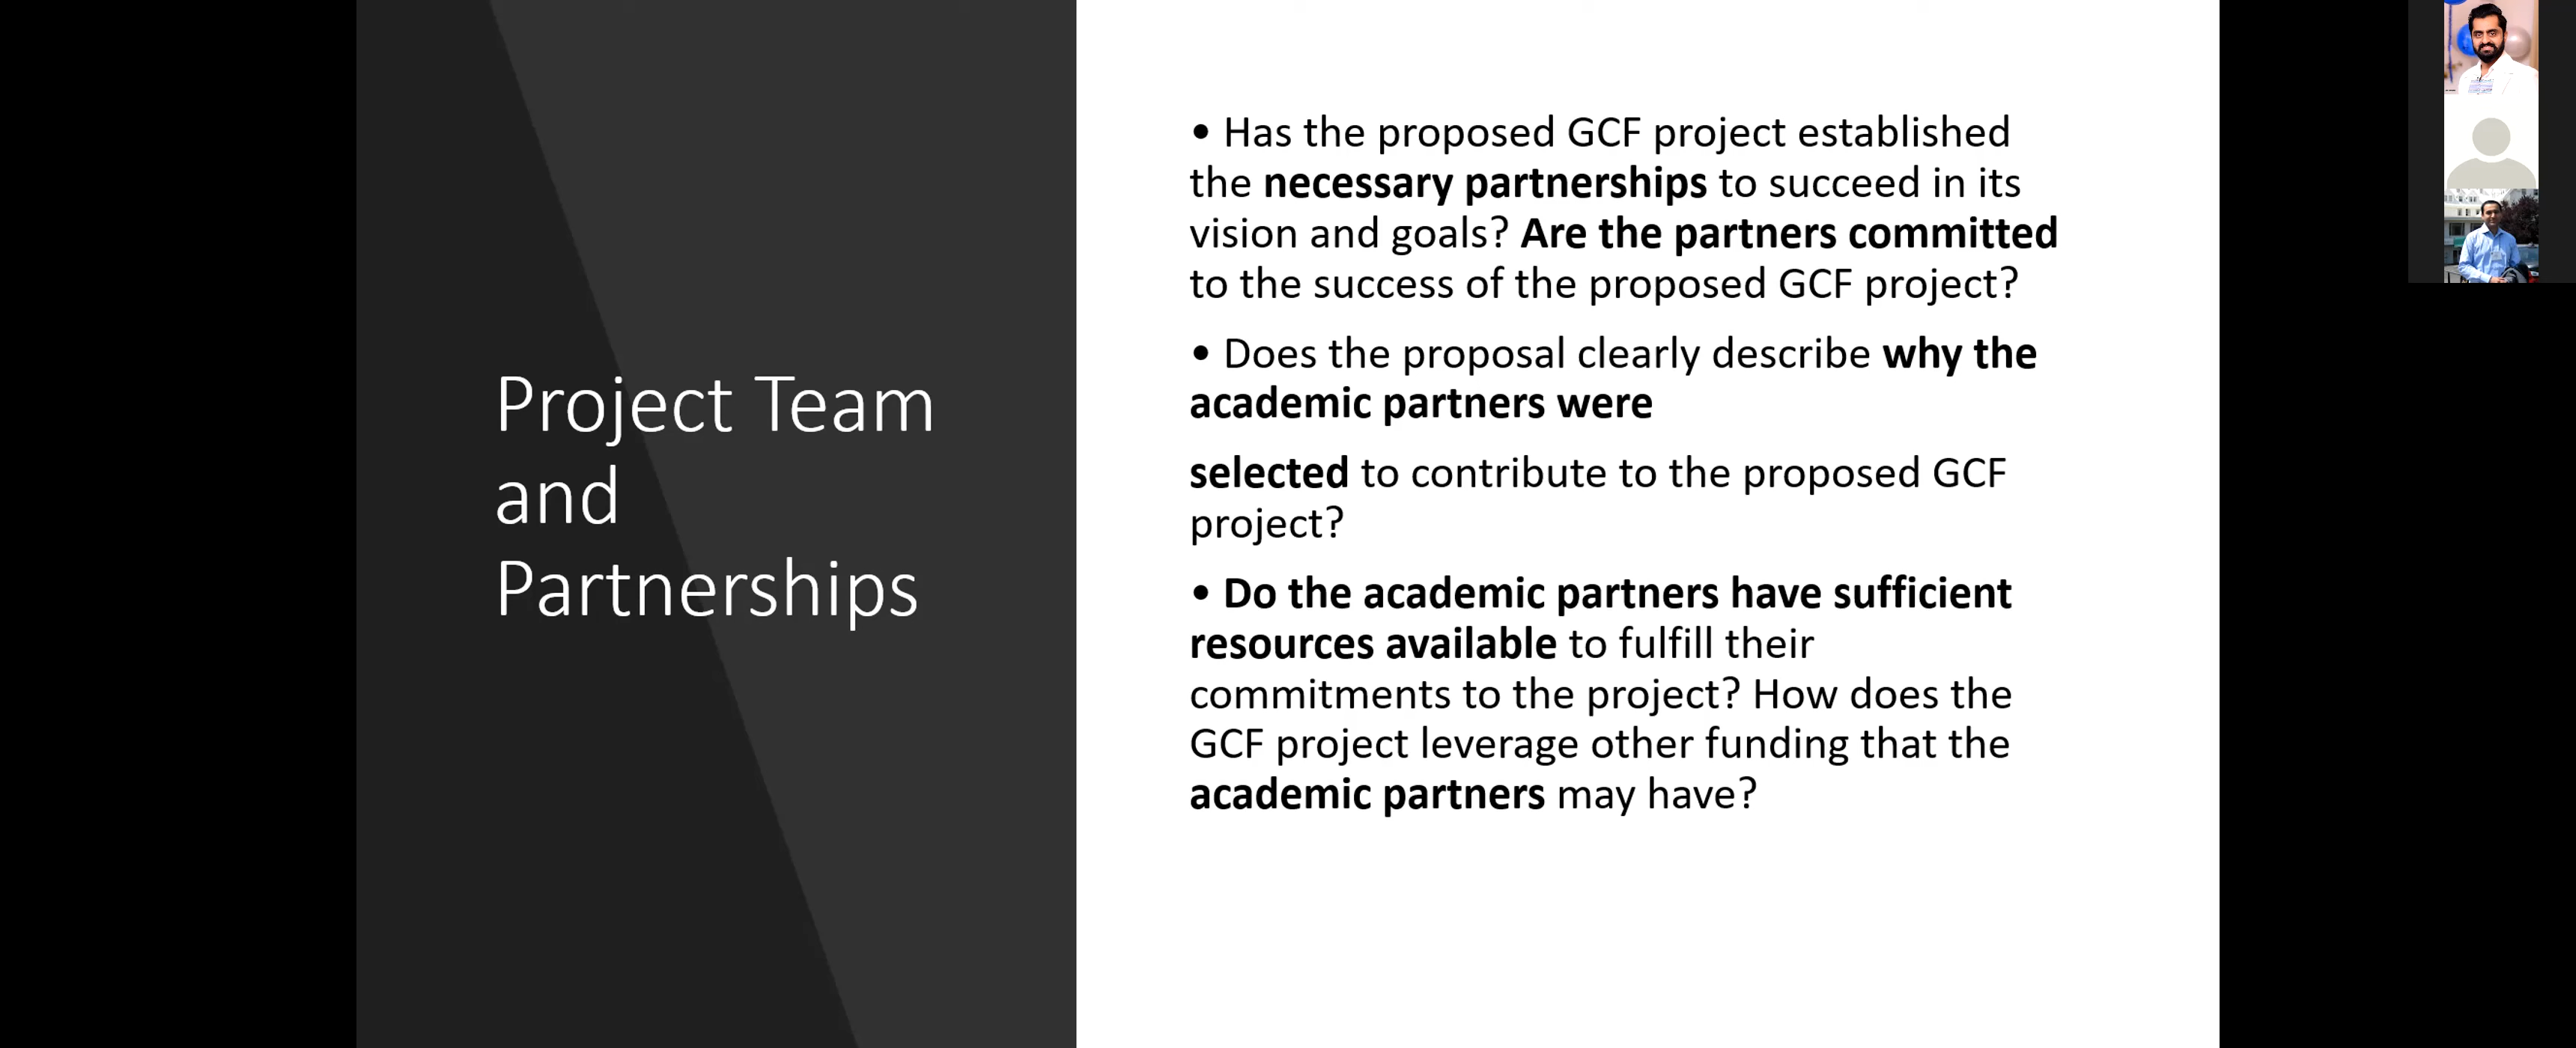 Project Team
and
Partnerships
• Has the proposed GCF project established
the necessary partnerships to succeed in its
vision and goals? Are the partners committed
to the success of the proposed GCF project?
• Does the proposal clearly describe why the
academic partners were
selected to contribute to the proposed GCF
project?
• Do the academic partners have sufficient
resources available to fulfill their
commitments to the project? How does the
GCF project leverage other funding that the
academic partners may have?